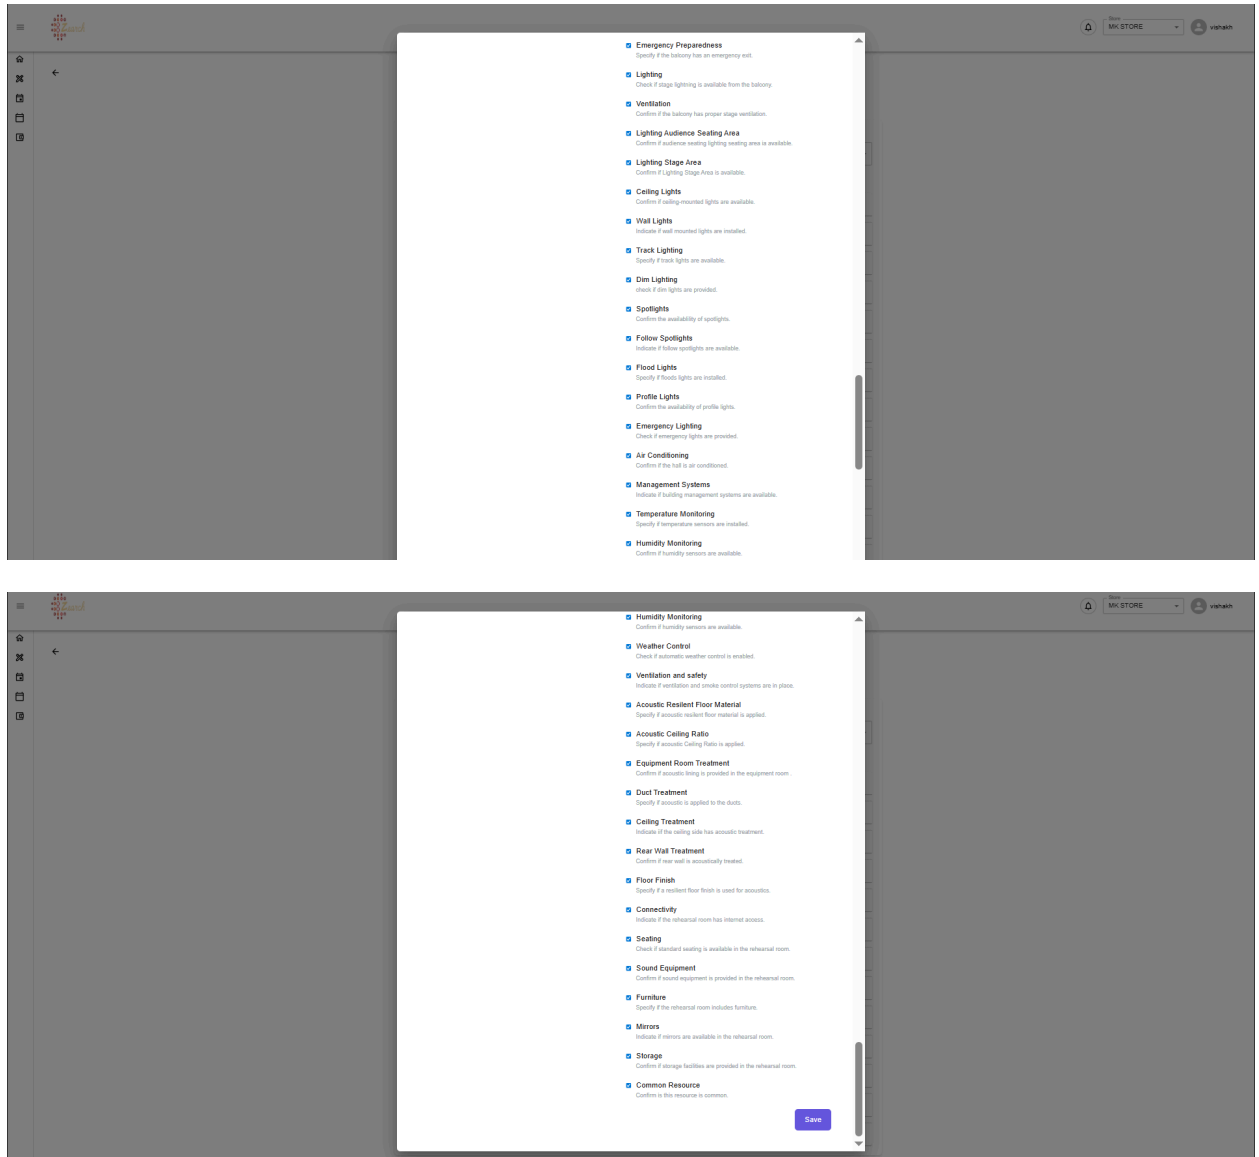 Store
MK STORE
vishakh
Emergency Preparedness
Specify if the balcony has an emergency exit.
Lighting
Check if stage lightning is available from the balcony.
Ventilation
Confirm if the balcony has proper stage ventilation.
Lighting Audience Seating Area
Confirm if audience seating lighting seating area is available.
Lighting Stage Area
Confirm if Lighting Stage Area is available.
Ceiling Lights
Confirm if ceiling-mounted lights are available.
Wall Lights
Indicate if wall mounted lights are installed.
Track Lighting
Specify if track lights are available.
Dim Lighting
check if dim lights are provided.
Spotlights
Confirm the availability of spotlights.
Follow Spotlights
Indicate if follow spotlights are available.
Flood Lights
Specify if floods lights are installed.
Profile Lights
Confirm the availability of profile lights.
Emergency Lighting
Check if emergency lights are provided.
Air Conditioning
Confirm if the hall is air conditioned.
Management Systems
Indicate if building management systems are available.
Temperature Monitoring
Specify if temperature sensors are installed.
Humidity Monitoring
Confirm if humidity sensors are available.
Store
MK STORE
vishakh
Humidity Monitoring
Confirm if humidity sensors are available.
Weather Control
Check if automatic weather control is enabled.
Ventilation and safety
Indicate if ventilation and smoke control systems are in place.
Acoustic Resilent Floor Material
Specify if acoustic resilent floor material is applied.
Acoustic Ceiling Ratio
Specify if acoustic Ceiling Ratio is applied.
Equipment Room Treatment
Confirm if acoustic lining is provided in the equipment room .
Duct Treatment
Specify if acoustic is applied to the ducts.
Ceiling Treatment
Indicate iif the ceiling side has acoustic treatment.
Rear Wall Treatment
Confirm if rear wall is acoustically treated.
Floor Finish
Specify if a resilient floor finish is used for acoustics.
Connectivity
Indicate if the rehearsal room has internet access.
Seating
Check if standard seating is available in the rehearsal room.
Sound Equipment
Confirm if sound equipment is provided in the rehearsal room.
Furniture
Specify if the rehearsal room includes furniture.
Mirrors
Indicate if mirrors are available in the rehearsal room.
Storage
Confirm if storage facilities are provided in the rehearsal room.
Common Resource
Confirm is this resource is common.
Save